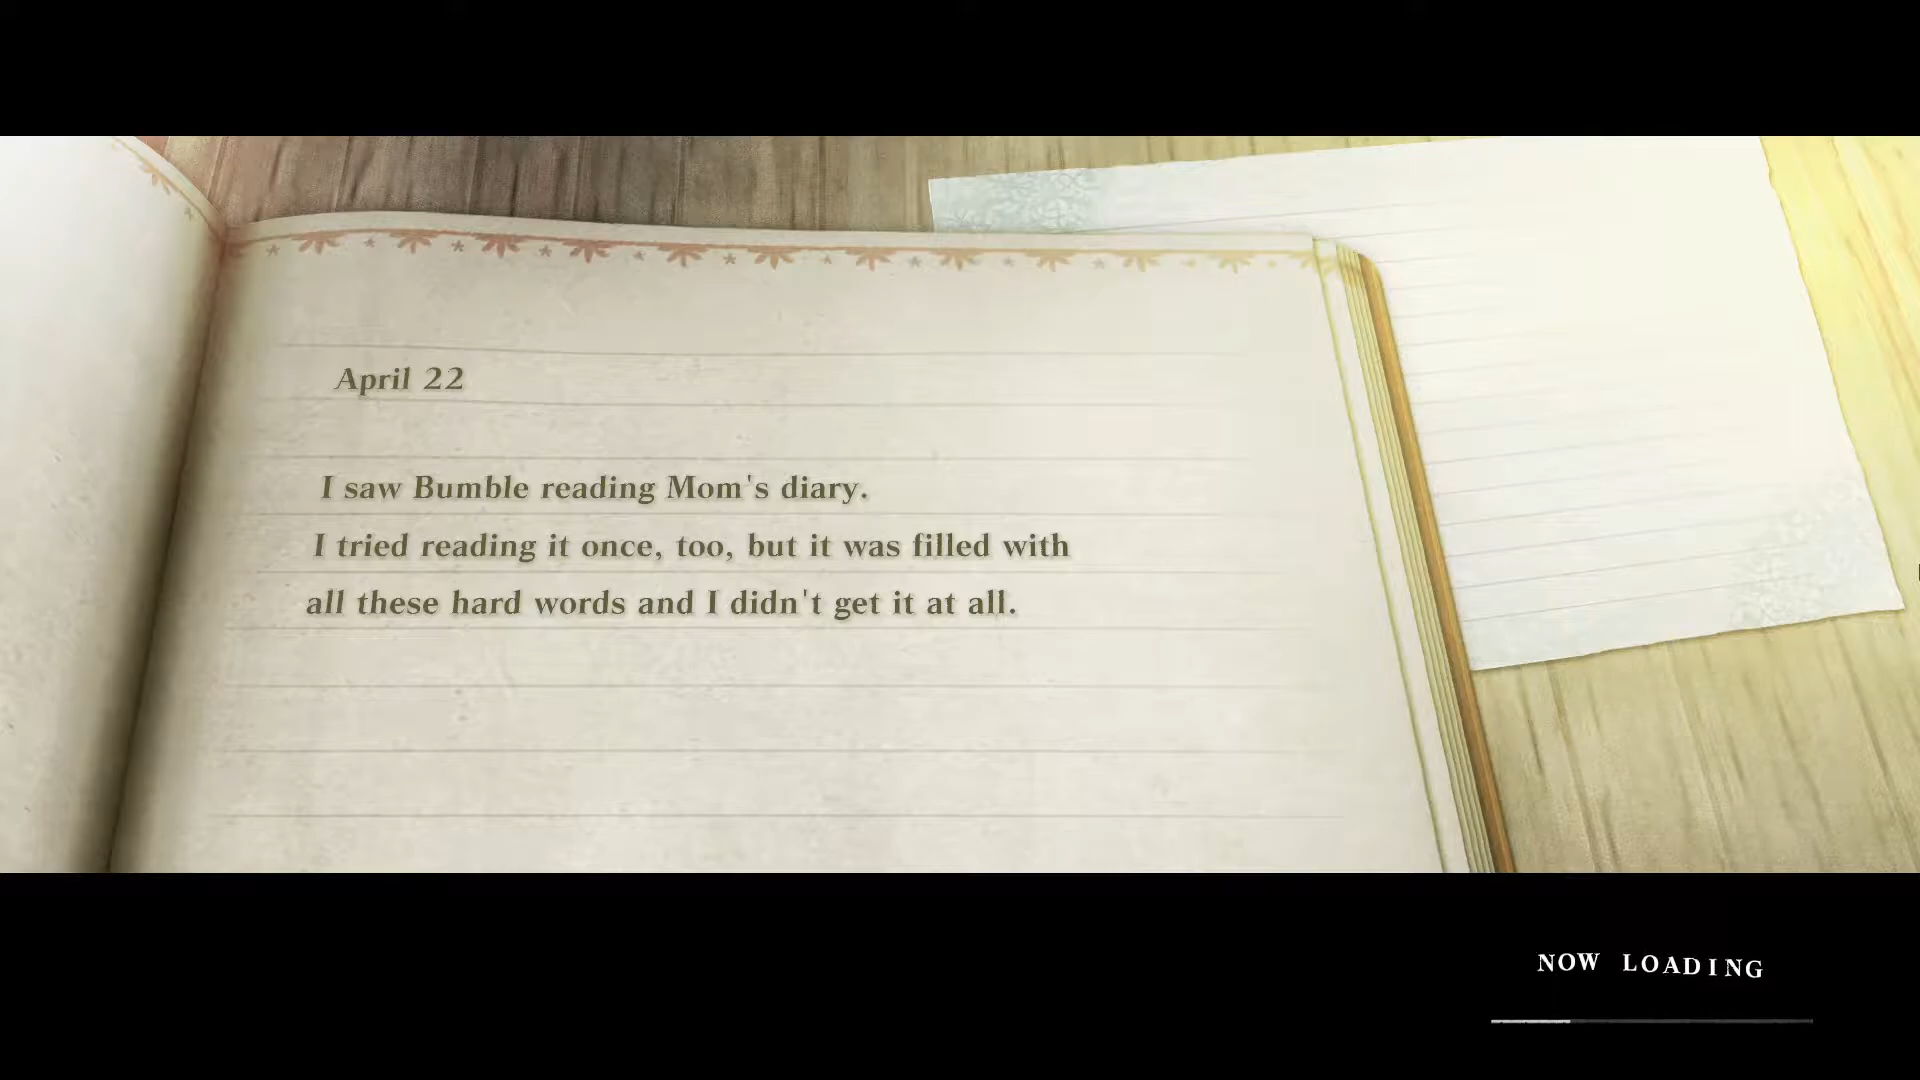 April 22
I saw Bumble reading Mom's diary.
I tried reading it once, too, but it was filled with
all these hard words and I didn't get it at all.
NOW LOADING